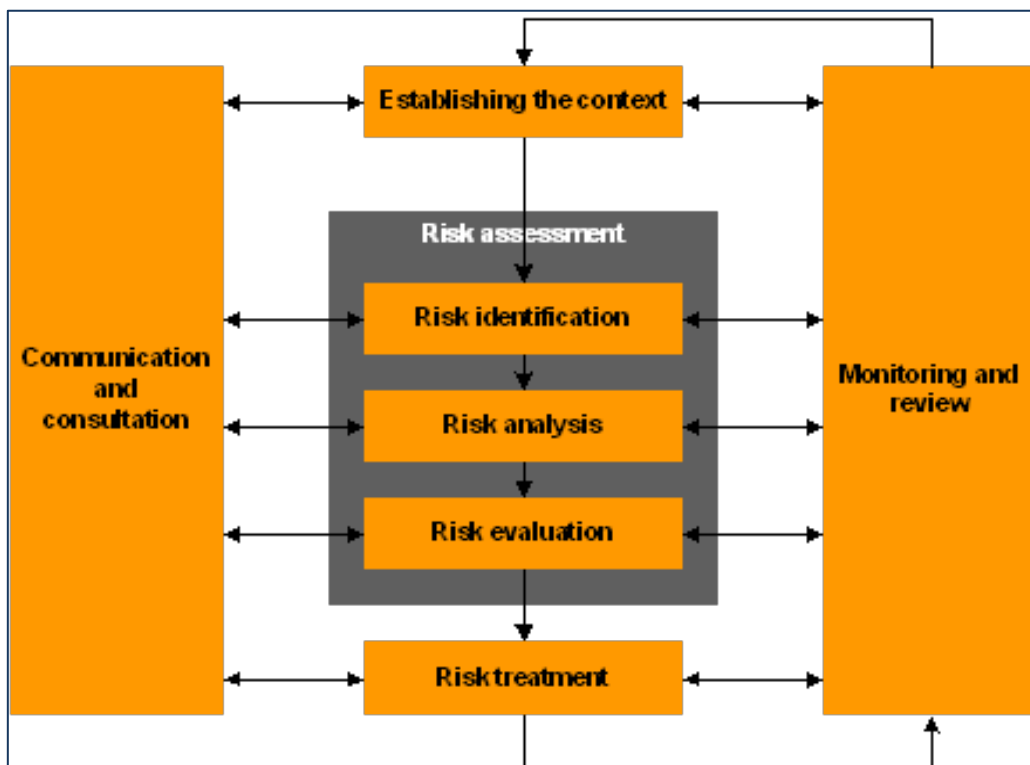 Establishing the context
Risk assessment
Risk identification
Communication
and
consultation
Monitoring and
review
Risk analysis
Risk evaluation
Risk treatment